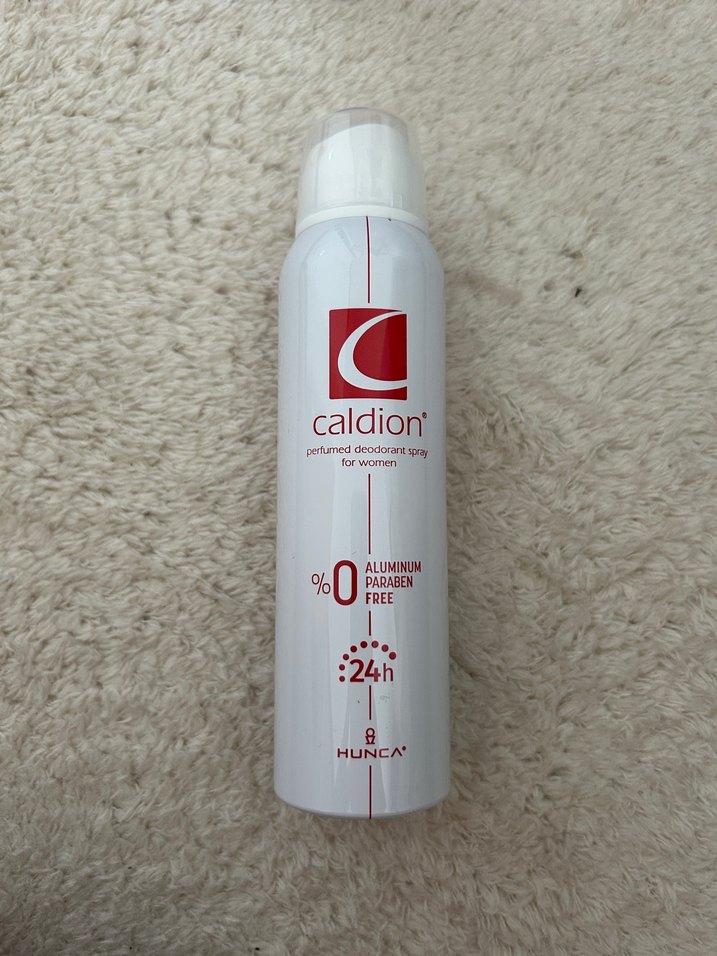 caldion®
perfumed deodorant spray
for women
%0 ALUMINUM
PARABEN
FREE
24h
HUNCA®